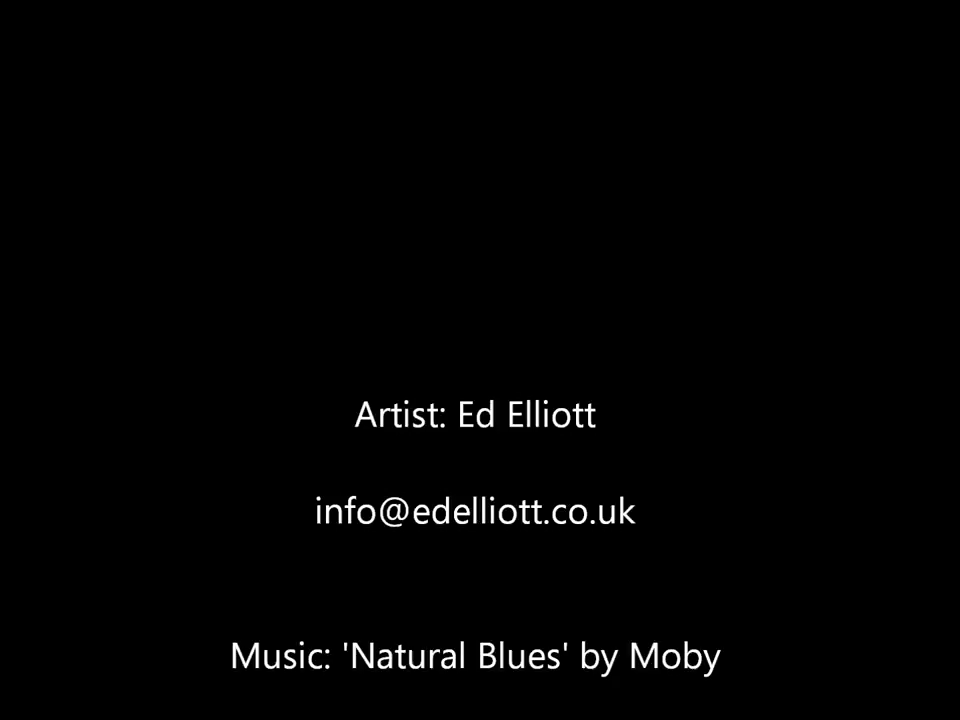 Artist: Ed Elliott
info@edelliott.co.uk
Music: 'Natural Blues' by Moby